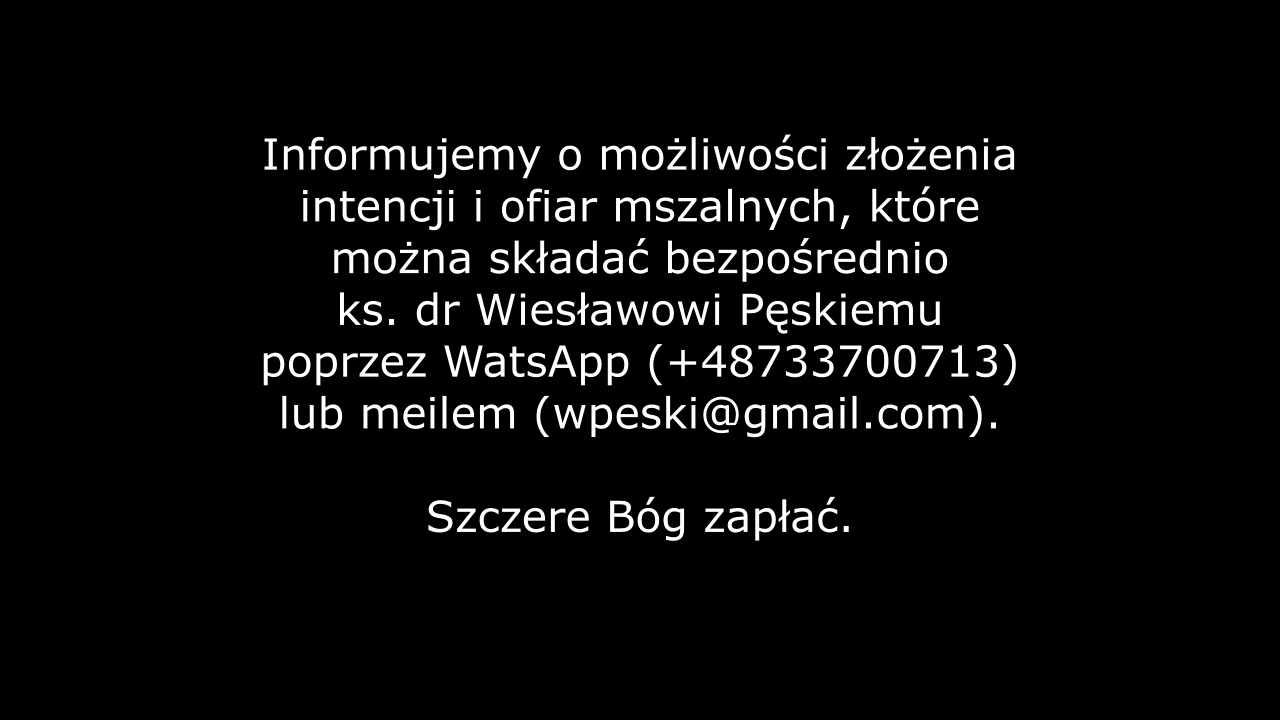 Informujemy o możliwości złożenia
intencji i ofiar mszalnych, które
można składać bezpośrednio
ks. dr Wiesławowi Pęskiemu
poprzez WatsApp (+48733700713)
lub meilem (wpeski@gmail.com).
Szczere Bóg zapłać.